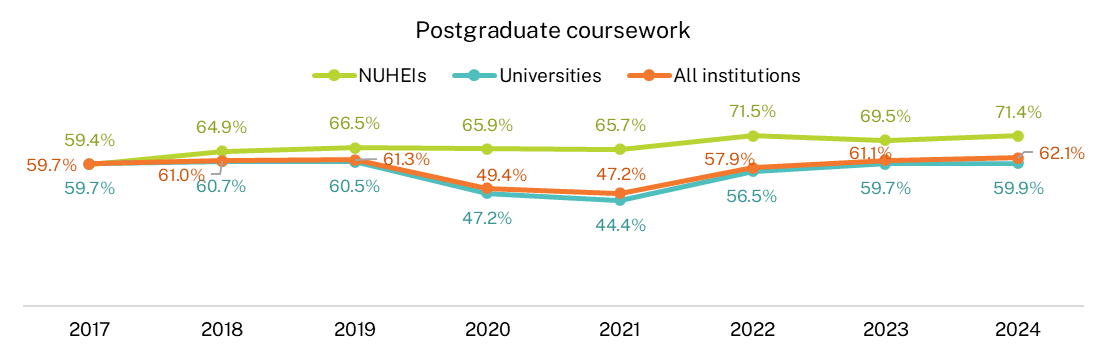 Postgraduate coursework
NUHEIs Universities All institutions
59.4% 64.9% 66.5% 65.9% 65.7% 71.5% 69.5% 71.4%
59.7% 61.0% 61.3% 49.4% 47.2% 57.9% 61.1% 62.1%
59.7% 60.7% 60.5% 47.2% 44.4% 56.5% 59.7% 59.9%
2017 2018 2019 2020 2021 2022 2023 2024